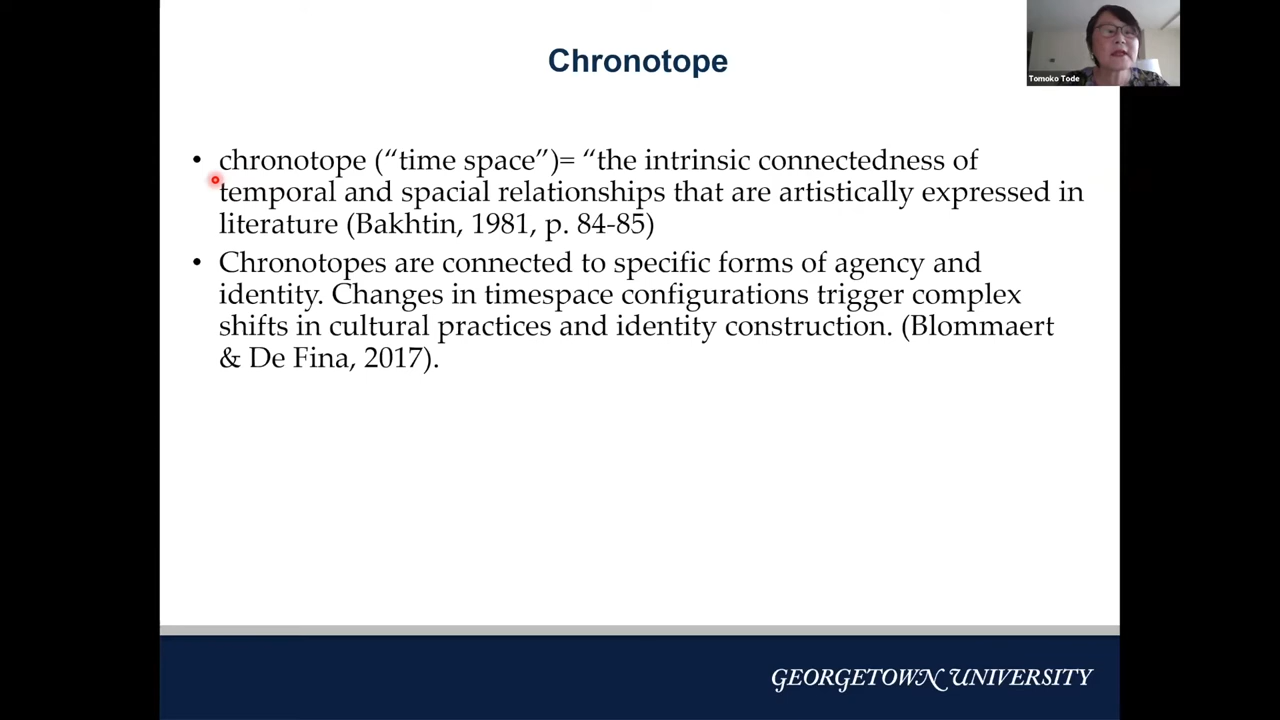 Chronotope
Tomoko Tode
• chronotope (“time space”)= “the intrinsic connectedness of
temporal and spacial relationships that are artistically expressed in
literature (Bakhtin, 1981, p. 84-85)
• Chronotopes are connected to specific forms of agency and
identity. Changes in timespace configurations trigger complex
shifts in cultural practices and identity construction. (Blommaert
& De Fina, 2017).
GEORGETOWN UNIVERSITY